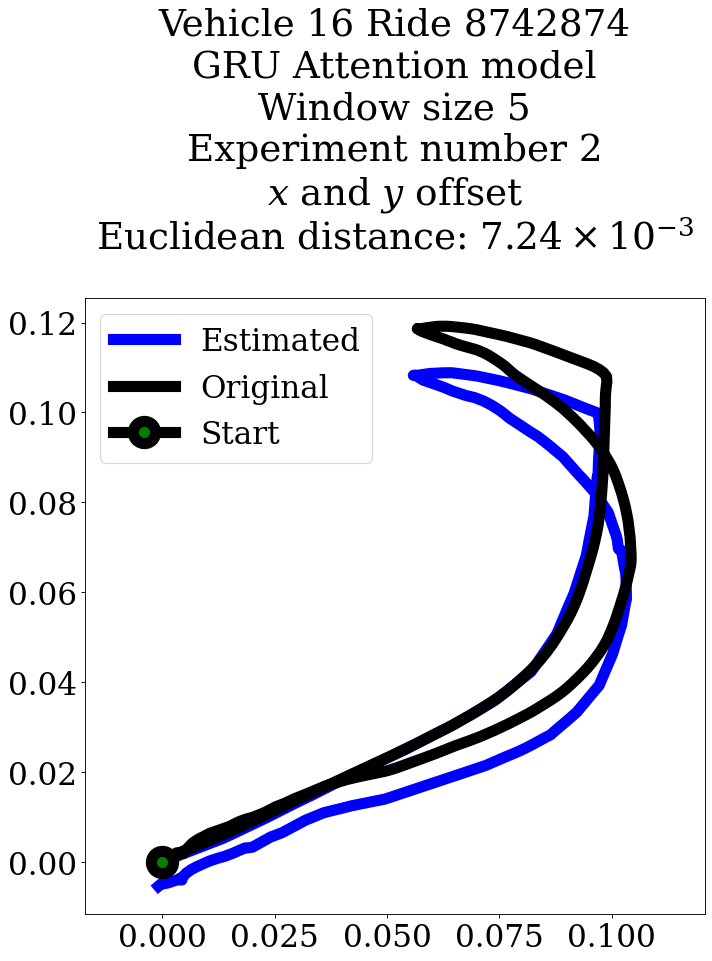 Vehicle 16 Ride 8742874
GRU Attention model
Window size 5
Experiment number 2
x and y offset
Euclidean distance: 7.24 × 10⁻³
Estimated
Original
Start
0.12
0.10
0.08
0.06
0.04
0.02
0.00
0.000 0.025 0.050 0.075 0.100